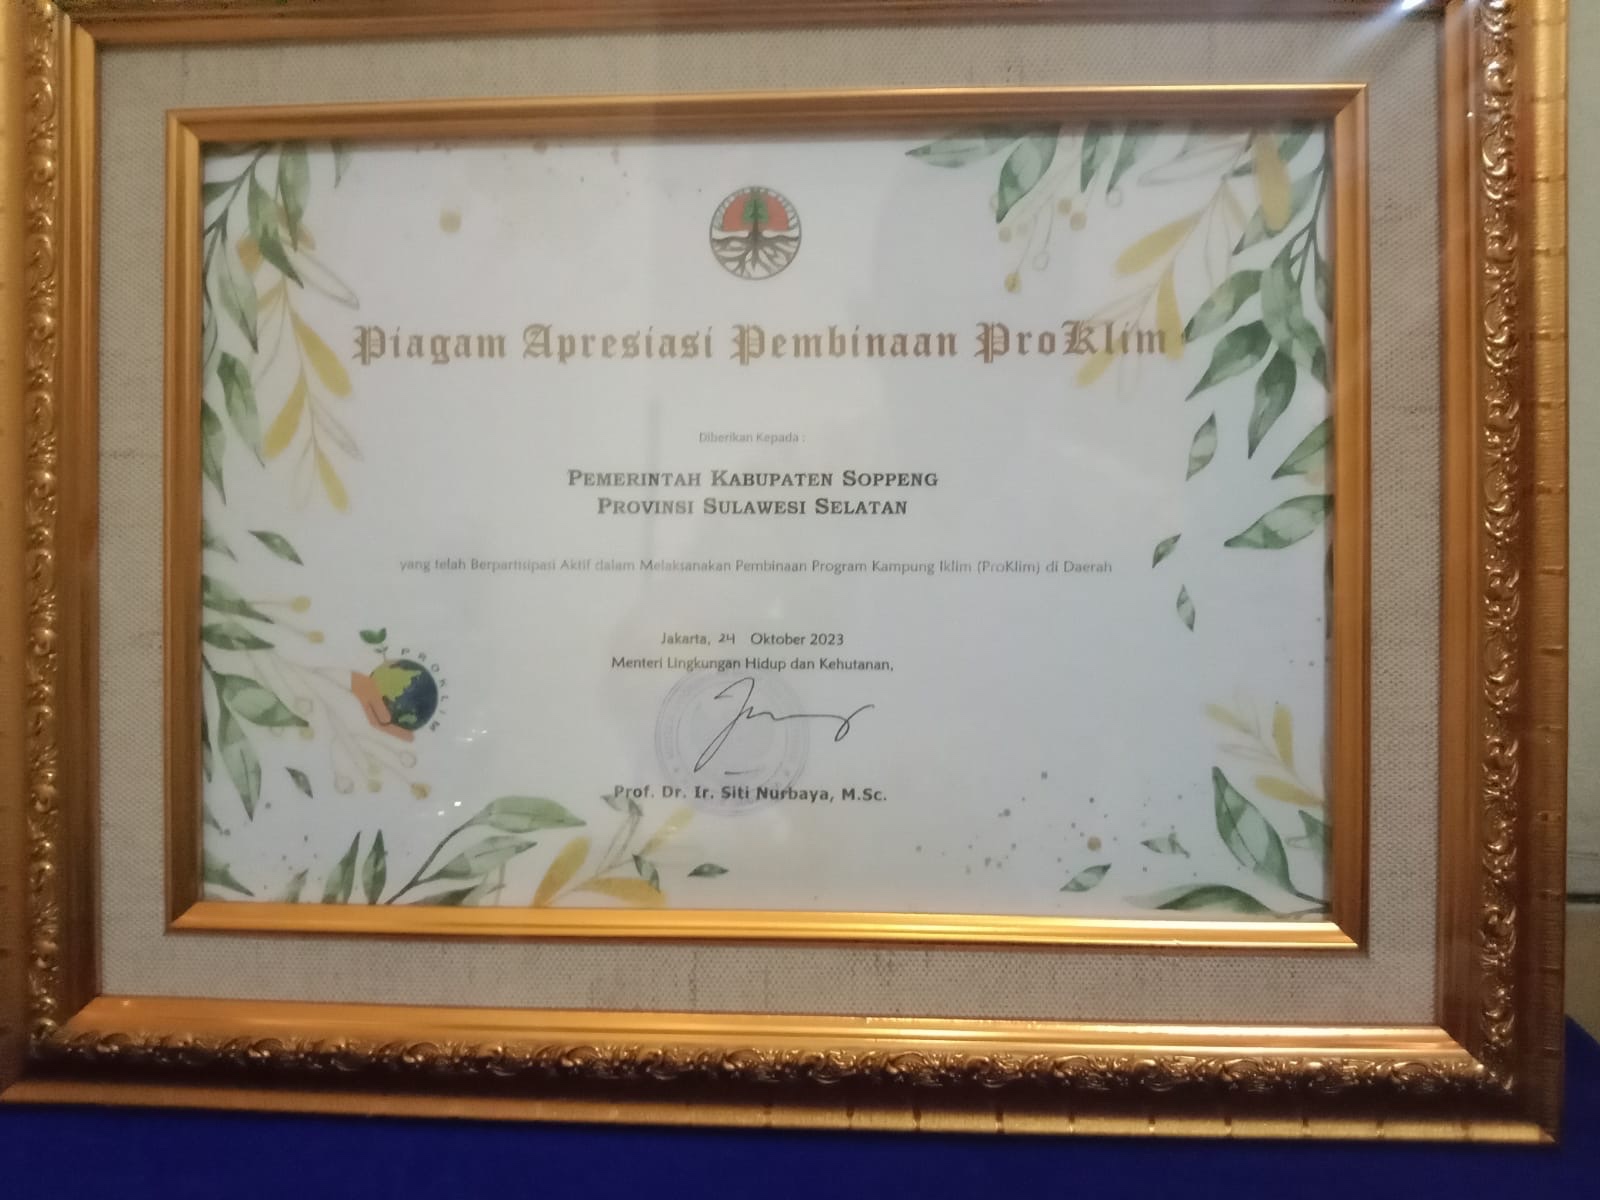 Piagam Apresiasi Pembinaan ProKlim
Diberikan Kepada :
PEMERINTAH KABUPATEN SOPPENG
PROVINSI SULAWESI SELATAN
yang telah Berpartisipasi Aktif dalam Melaksanakan Pembinaan Program Kampung Iklim (ProKlim) di Daerah
PROKLIM
Jakarta, 24 Oktober 2023
Menteri Lingkungan Hidup dan Kehutanan,
Prof. Dr. Ir. Siti Nurbaya, M.Sc.